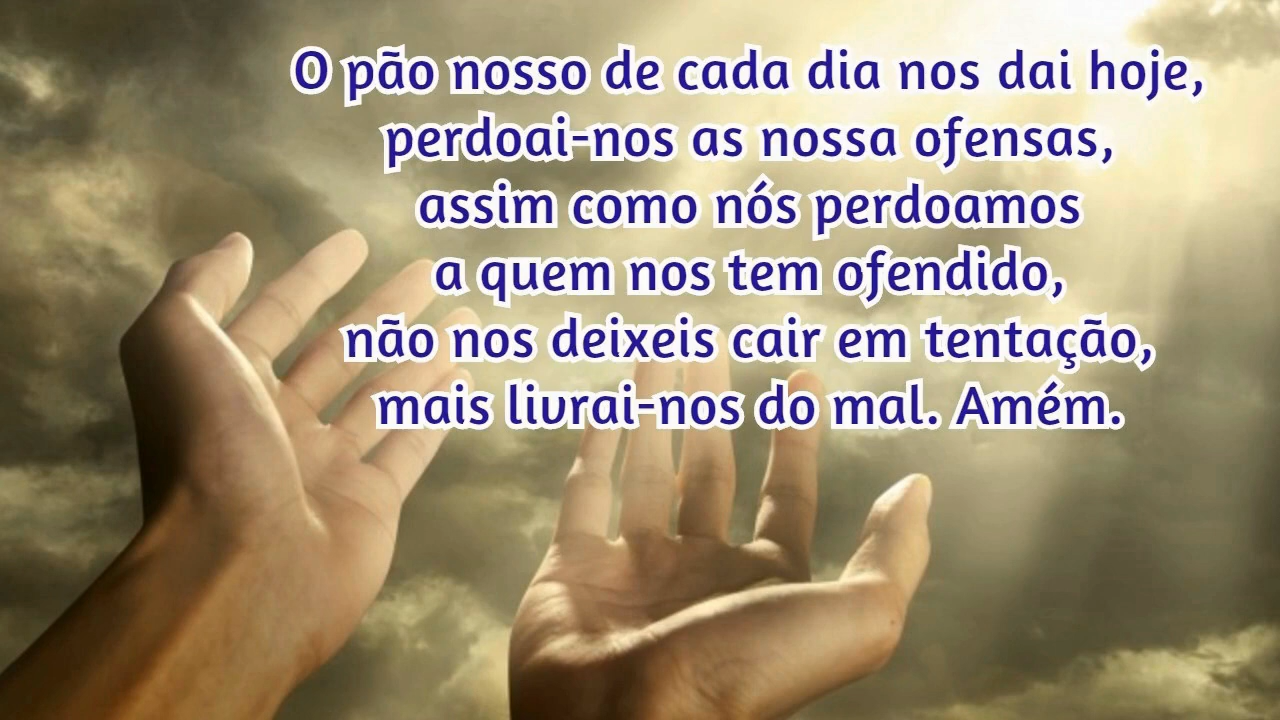 O pão nosso de cada dia nos dai hoje,
perdoai-nos as nossa ofensas,
assim como nós perdoamos
a quem nos tem ofendido,
não nos deixeis cair em tentação,
mais livrai-nos do mal. Amém.